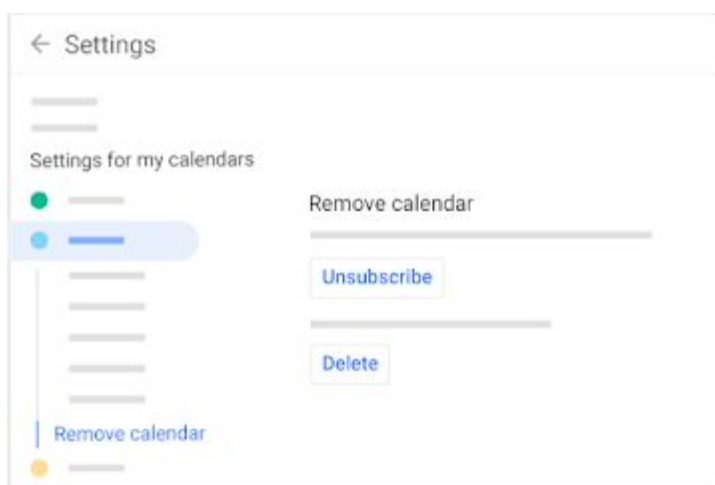 Settings
Settings for my calendars
Remove calendar
Unsubscribe
Delete
Remove calendar